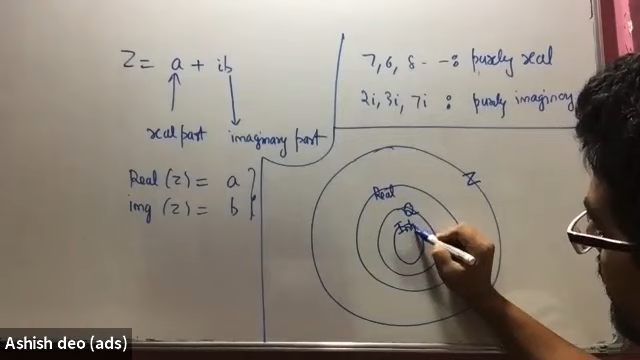 Z = a + ib
real part
imaginary part
Real (z) = a
img (z) = b
7, 6, 8 - - : purely real
2i, 3i, 7i : purely imaginary
Z
Real
Q
Ashish deo (ads)